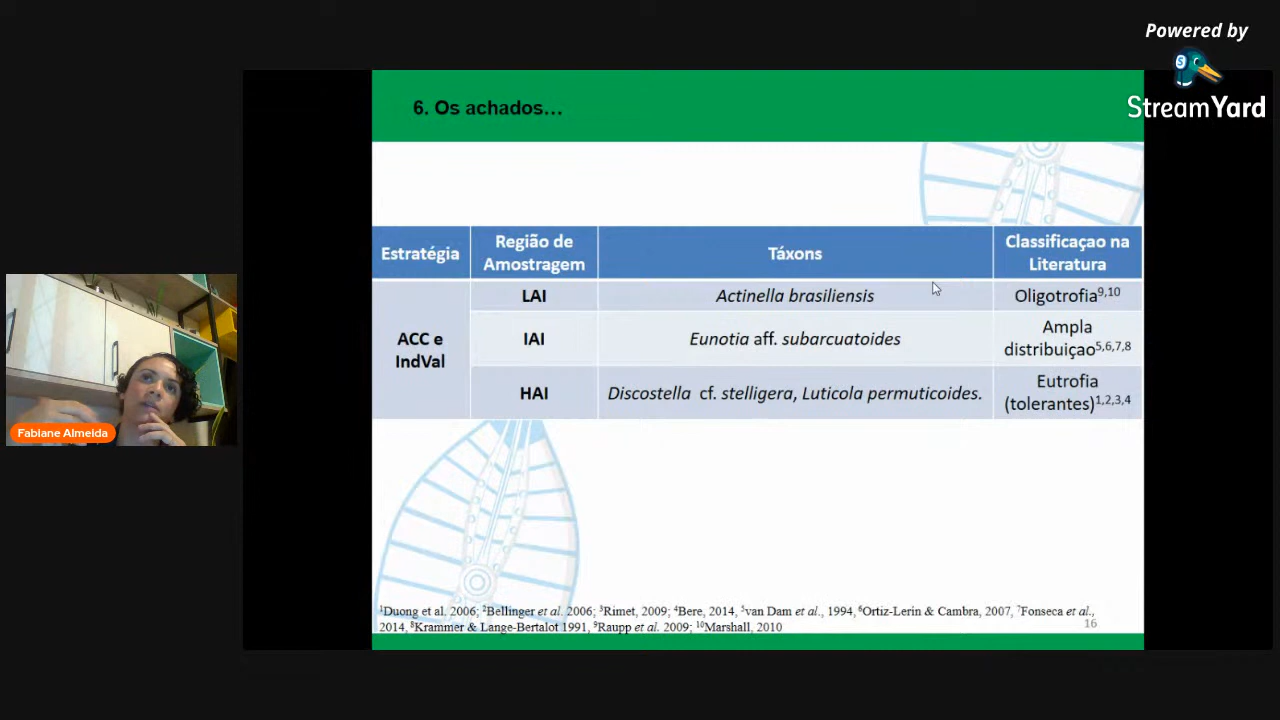 Powered by
StreamYard
6. Os achados...
Estratégia
Região de
Amostragem
Táxons
Classificaçao na
Literatura
ACC e
IndVal
LAI
Actinella brasiliensis
Oligotrofia9,10
IAI
Eunotia aff. subarcuatoides
Ampla
distribuiçao5,6,7,8
HAI
Discostella cf. stelligera, Luticola permuticoides.
Eutrofia
(tolerantes)1,2,3,4
Fabiane Almeida
1Duong et al. 2006; 2Bellinger et al. 2006; 3Rimet, 2009; 4Bere, 2014, 5van Dam et al., 1994, 6Ortiz-Lerin & Cambra, 2007, 7Fonseca et al.,
2014, 8Krammer & Lange-Bertalot 1991, 9Raupp et al. 2009; 10Marshall, 2010
16